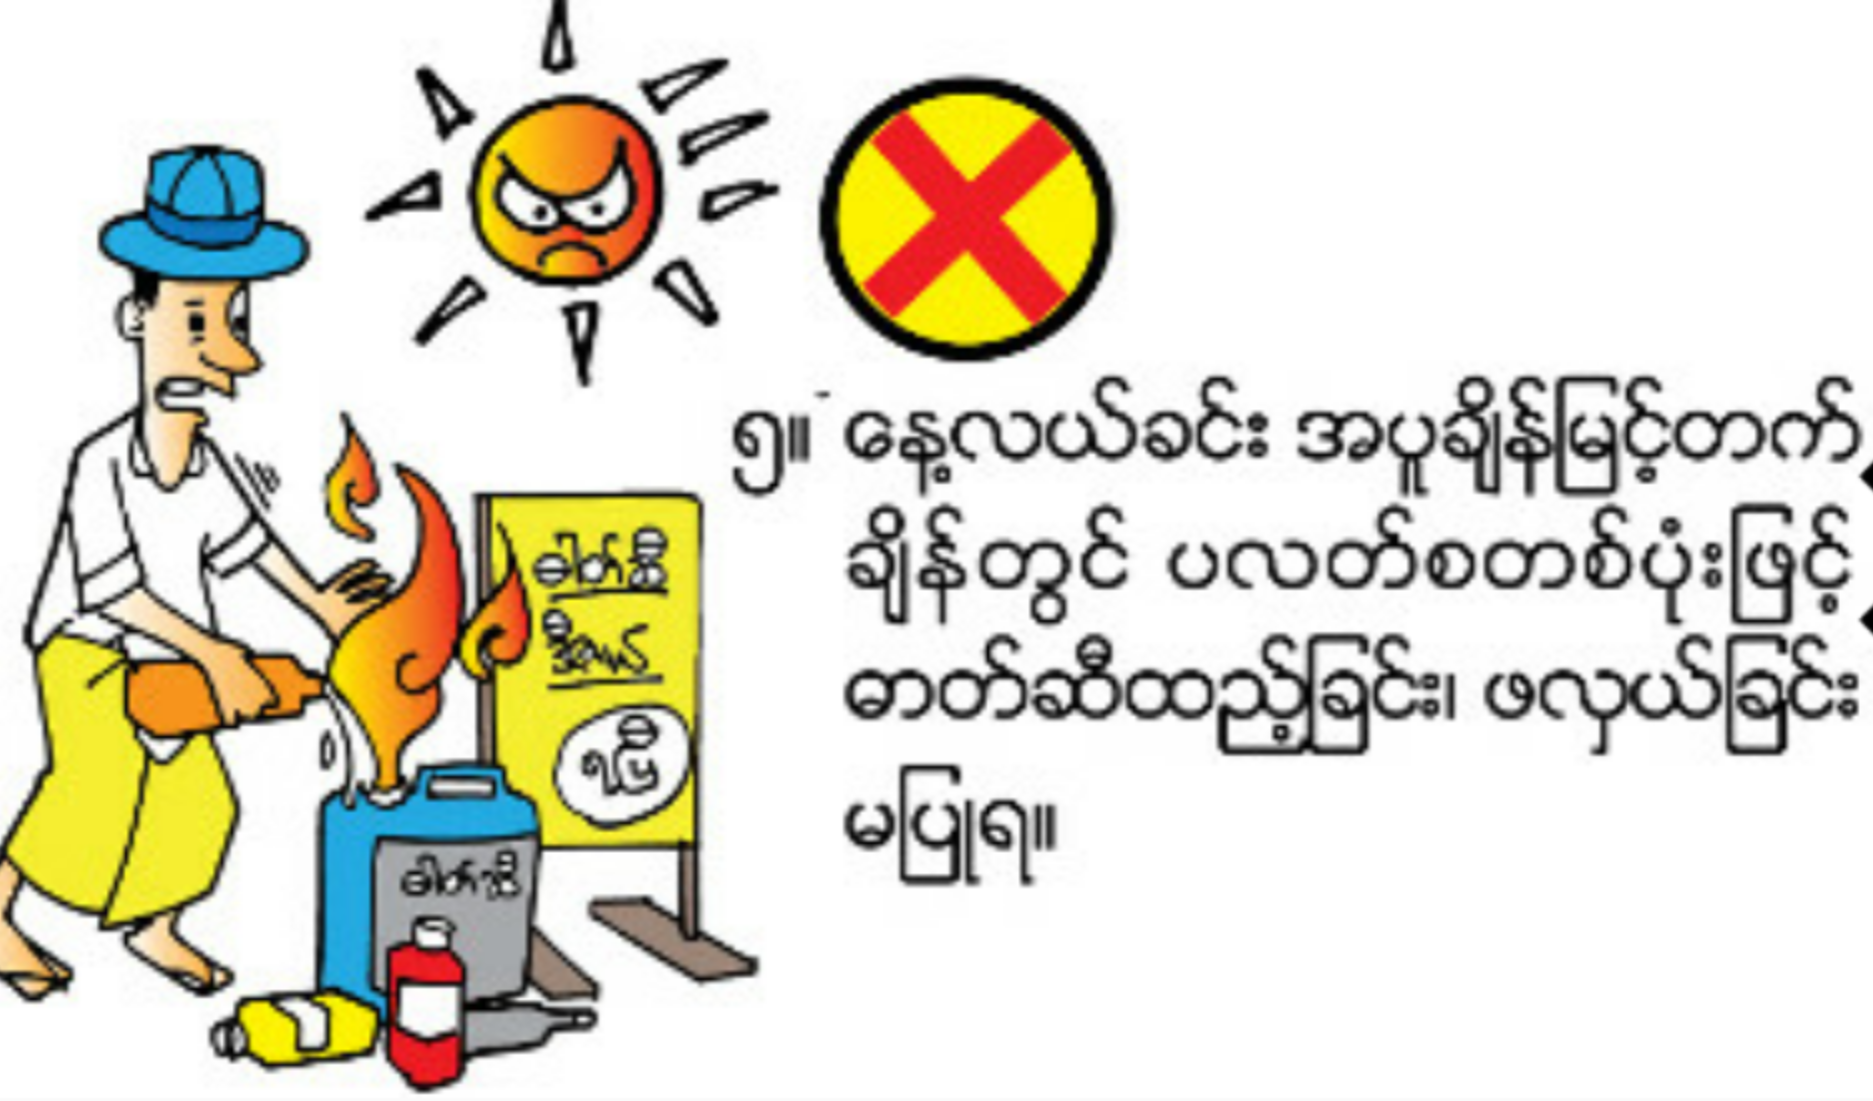 ၅။ နေ့လယ်ခင်း အပူချိန်မြင့်တက်
ချိန်တွင် ပလတ်စတစ်ပုံးဖြင့်
ဓာတ်ဆီထည့်ခြင်း၊ ဖလှယ်ခြင်း
မပြုရ။
ဓါတ်ဆီ
ဒီဇယ်
ရပြီ
ဓါတ်ဆီ